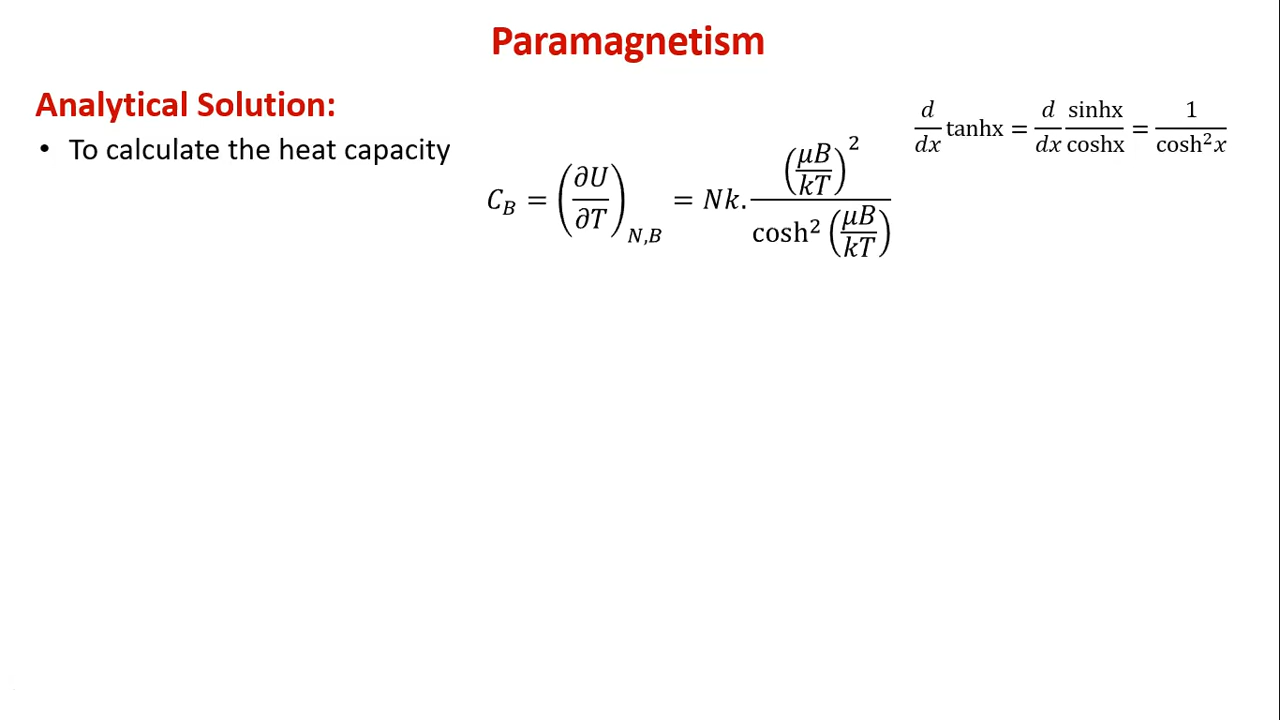 Paramagnetism
Analytical Solution:
• To calculate the heat capacity
d/dx tanhx = d/dx sinhx/coshx = 1/cosh²x
C_B = (∂U/∂T)_{N,B} = Nk. (μB/kT)² / cosh² (μB/kT)